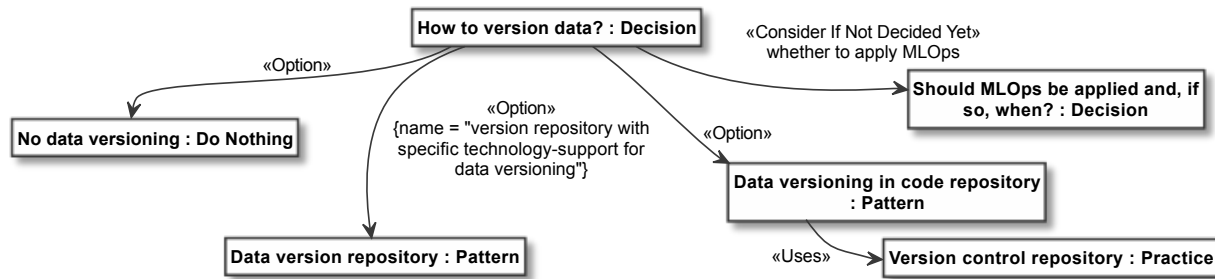 How to version data? : Decision
«Consider If Not Decided Yet»
whether to apply MLOps
«Option»
Should MLOps be applied and, if
so, when? : Decision
No data versioning : Do Nothing
«Option»
{name = "version repository with
specific technology-support for
data versioning"}
«Option»
Data versioning in code repository
: Pattern
Data version repository : Pattern
«Uses»
Version control repository : Practice